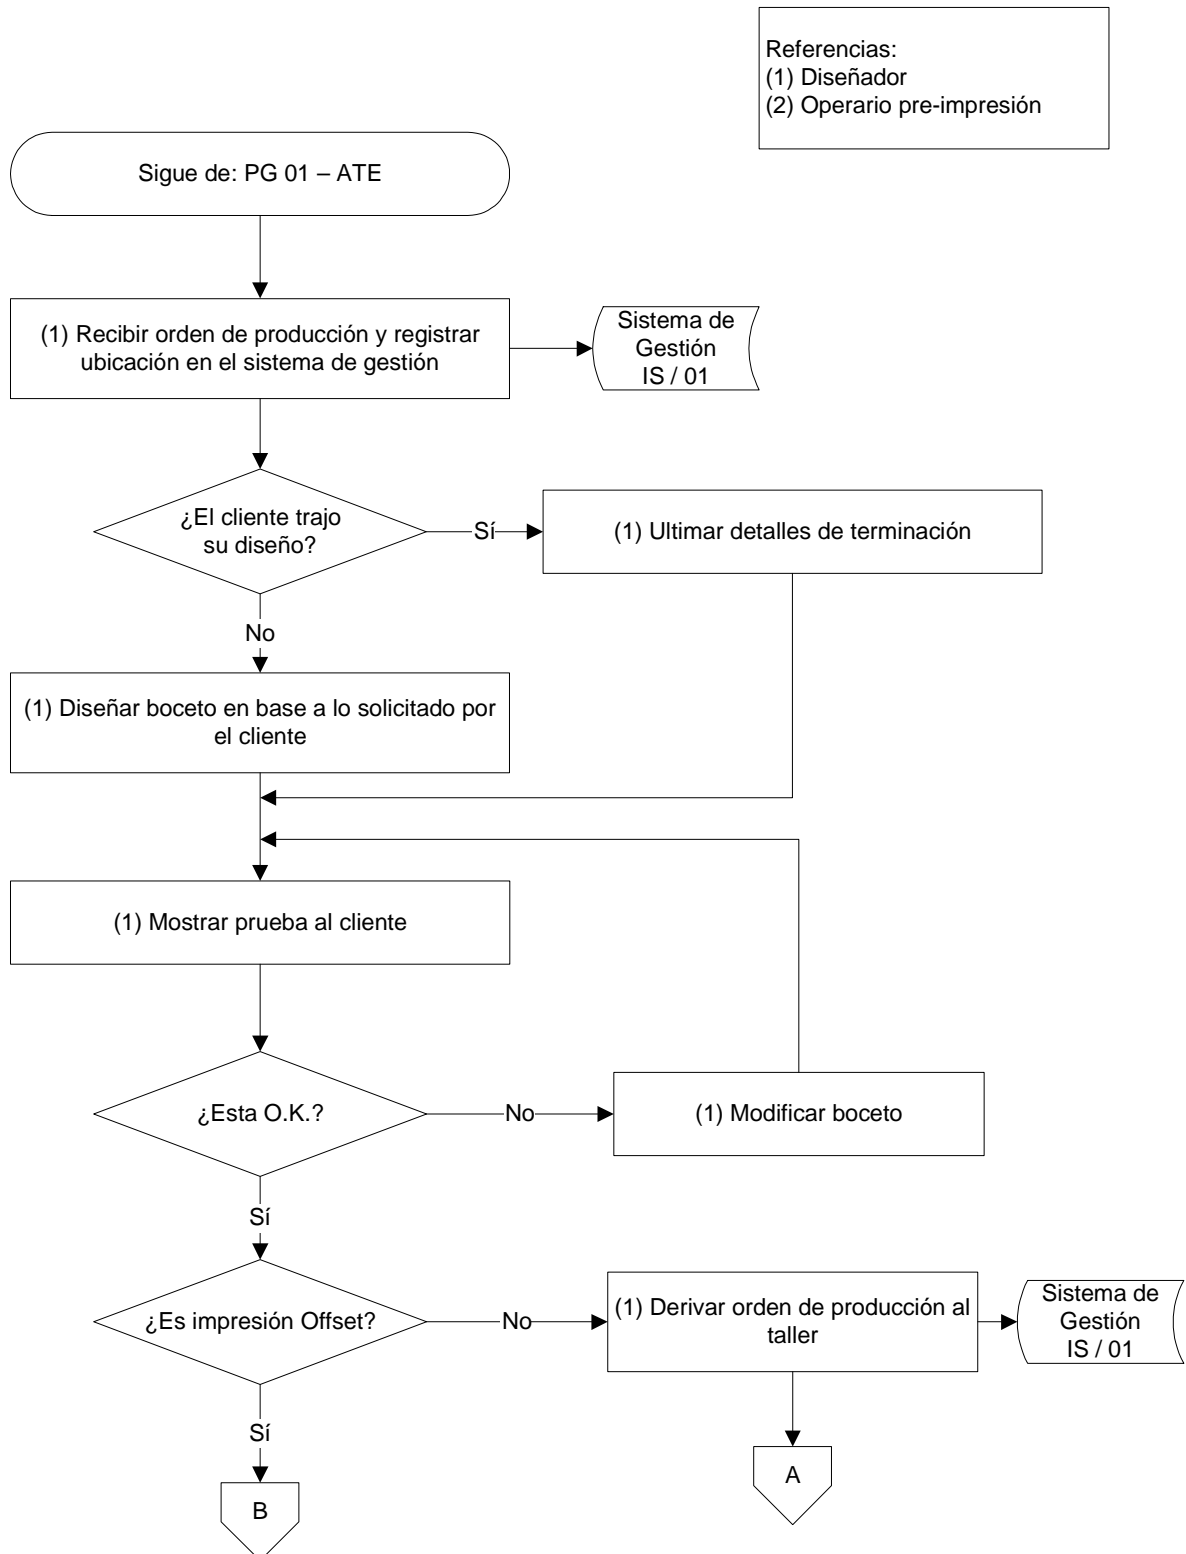 Referencias:
(1) Diseñador
(2) Operario pre-impresión
Sigue de: PG 01 – ATE
(1) Recibir orden de producción y registrar
ubicación en el sistema de gestión
Sistema de
Gestión
IS / 01
¿El cliente trajo
su diseño?
Sí
(1) Ultimar detalles de terminación
No
(1) Diseñar boceto en base a lo solicitado por
el cliente
(1) Mostrar prueba al cliente
¿Esta O.K.?
No
(1) Modificar boceto
Sí
¿Es impresión Offset?
No
(1) Derivar orden de producción al
taller
Sistema de
Gestión
IS / 01
Sí
A
B